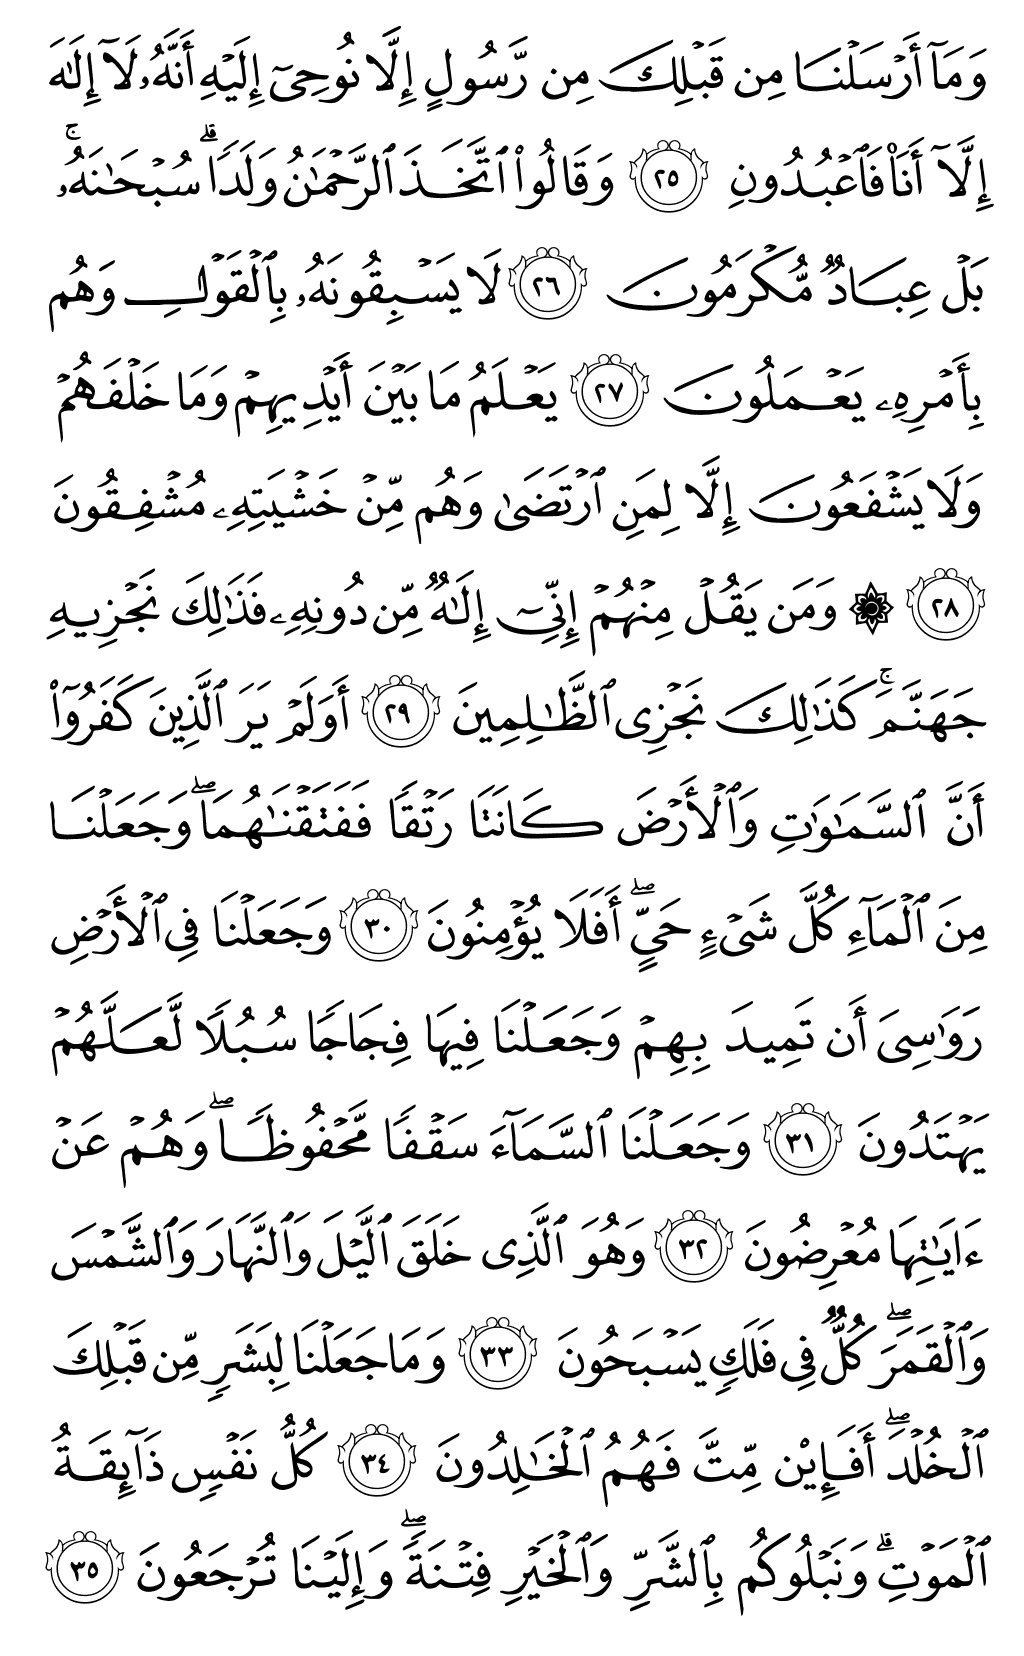 وَمَآ أَرۡسَلۡنَا مِن قَبۡلِكَ مِن رَّسُولٍ إِلَّا نُوحِيٓ إِلَيۡهِ أَنَّهُۥ لَآ إِلَٰهَ
إِلَّآ أَنَا۠ فَٱعۡبُدُونِ ٢٥ وَقَالُواْ ٱتَّخَذَ ٱلرَّحۡمَٰنُ وَلَدٗاۗ سُبۡحَٰنَهُۥۚ
بَلۡ عِبَادٞ مُّكۡرَمُونَ ٢٦ لَا يَسۡبِقُونَهُۥ بِٱلۡقَوۡلِ وَهُم
بِأَمۡرِهِۦ يَعۡمَلُونَ ٢٧ يَعۡلَمُ مَا بَيۡنَ أَيۡدِيهِمۡ وَمَا خَلۡفَهُمۡ
وَلَا يَشۡفَعُونَ إِلَّا لِمَنِ ٱرۡتَضَىٰ وَهُم مِّنۡ خَشۡيَتِهِۦ مُشۡفِقُونَ
٢٨ ۞ وَمَن يَقُلۡ مِنۡهُمۡ إِنِّيٓ إِلَٰهٞ مِّن دُونِهِۦ فَذَٰلِكَ نَجۡزِيهِ
جَهَنَّمَۚ كَذَٰلِكَ نَجۡزِي ٱلظَّٰلِمِينَ ٢٩ أَوَلَمۡ يَرَ ٱلَّذِينَ كَفَرُوٓاْ
أَنَّ ٱلسَّمَٰوَٰتِ وَٱلۡأَرۡضَ كَانَتَا رَتۡقٗا فَفَتَقۡنَٰهُمَاۖ وَجَعَلۡنَا
مِنَ ٱلۡمَآءِ كُلَّ شَيۡءٍ حَيٍّۖ أَفَلَا يُؤۡمِنُونَ ٣٠ وَجَعَلۡنَا فِي ٱلۡأَرۡضِ
رَوَٰسِيَ أَن تَمِيدَ بِهِمۡ وَجَعَلۡنَا فِيهَا فِجَاجٗا سُبُلٗا لَّعَلَّهُمۡ
يَهۡتَدُونَ ٣١ وَجَعَلۡنَا ٱلسَّمَآءَ سَقۡفٗا مَّحۡفُوظٗاۖ وَهُمۡ عَنۡ
ءَايَٰتِهَا مُعۡرِضُونَ ٣٢ وَهُوَ ٱلَّذِي خَلَقَ ٱلَّيۡلَ وَٱلنَّهَارَ وَٱلشَّمۡسَ
وَٱلۡقَمَرَۖ كُلّٞ فِي فَلَكٖ يَسۡبَحُونَ ٣٣ وَمَا جَعَلۡنَا لِبَشَرٖ مِّن قَبۡلِكَ
ٱلۡخُلۡدَۖ أَفَإِيْن مِّتَّ فَهُمُ ٱلۡخَٰلِدُونَ ٣٤ كُلُّ نَفۡسٖ ذَآئِقَةُ
ٱلۡمَوۡتِۗ وَنَبۡلُوكُم بِٱلشَّرِّ وَٱلۡخَيۡرِ فِتۡنَةٗۖ وَإِلَيۡنَا تُرۡجَعُونَ ٣٥